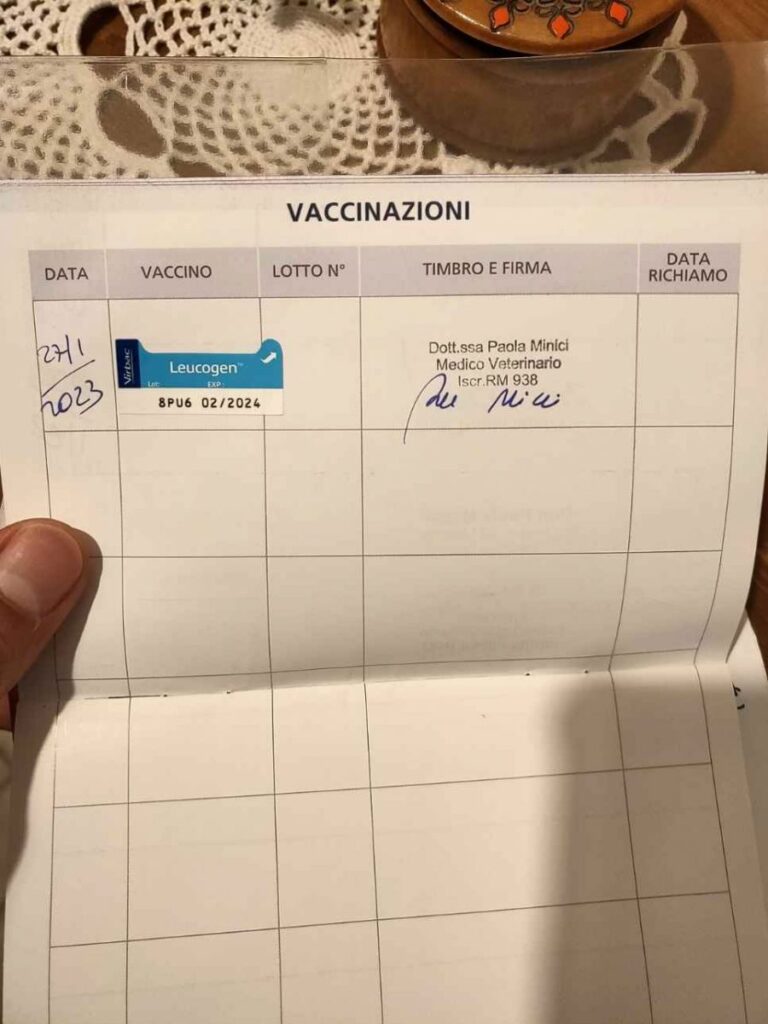 VACCINAZIONI
DATA VACCINO LOTTO N° TIMBRO E FIRMA DATA RICHIAMO
27/1/2023
Virbac
Leucogen™
Lot: EXP:
8PU6 02/2024
Dott.ssa Paola Minici
Medico Veterinario
Iscr.RM 938